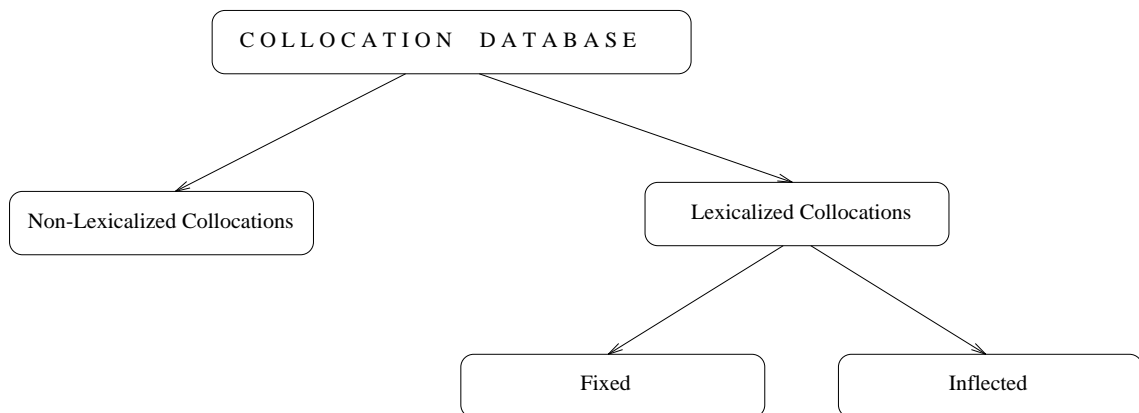 COLLOCATION DATABASE
Non-Lexicalized Collocations
Lexicalized Collocations
Fixed
Inflected